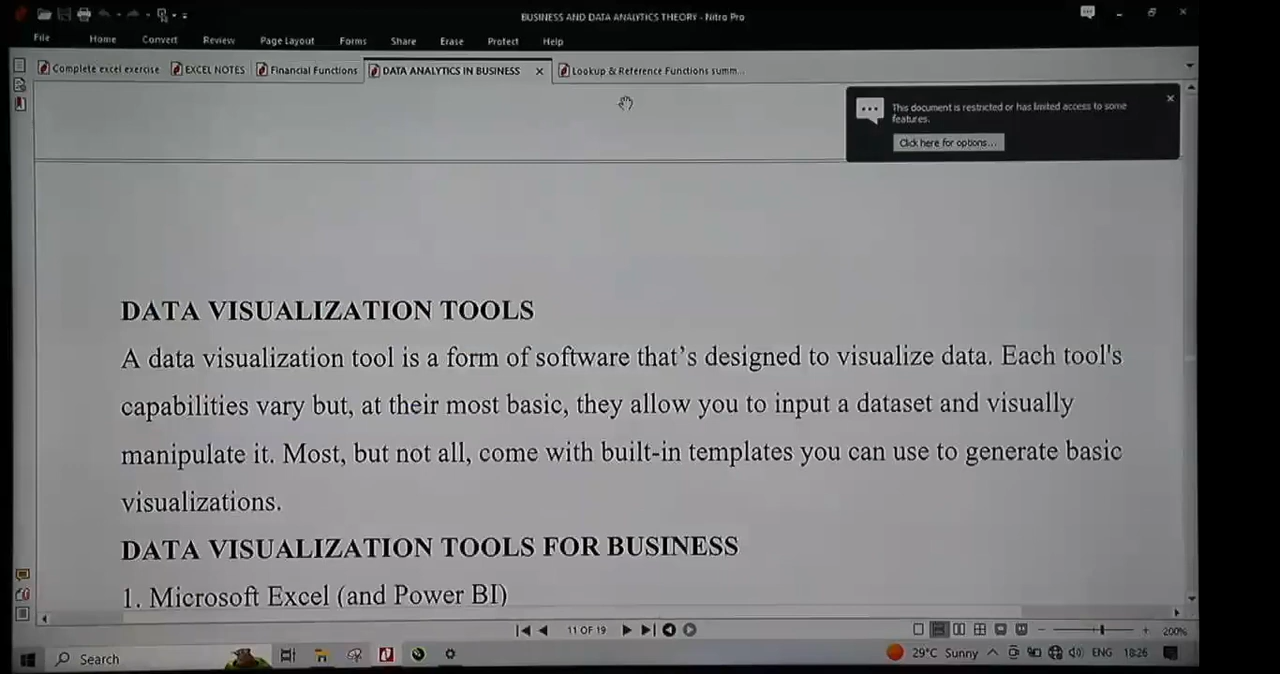 BUSINESS AND DATA ANALYTICS THEORY - Nitro Pro
File Home Convert Review Page Layout Forms Share Erase Protect Help
Complete excel exercise EXCEL NOTES Financial Functions DATA ANALYTICS IN BUSINESS × Lookup & Reference Functions summ...
This document is restricted or has limited access to some
features.
Click here for options...
DATA VISUALIZATION TOOLS
A data visualization tool is a form of software that’s designed to visualize data. Each tool's
capabilities vary but, at their most basic, they allow you to input a dataset and visually
manipulate it. Most, but not all, come with built-in templates you can use to generate basic
visualizations.
DATA VISUALIZATION TOOLS FOR BUSINESS
1. Microsoft Excel (and Power BI)
11 OF 19
200%
Search
29°C Sunny ENG 18:26